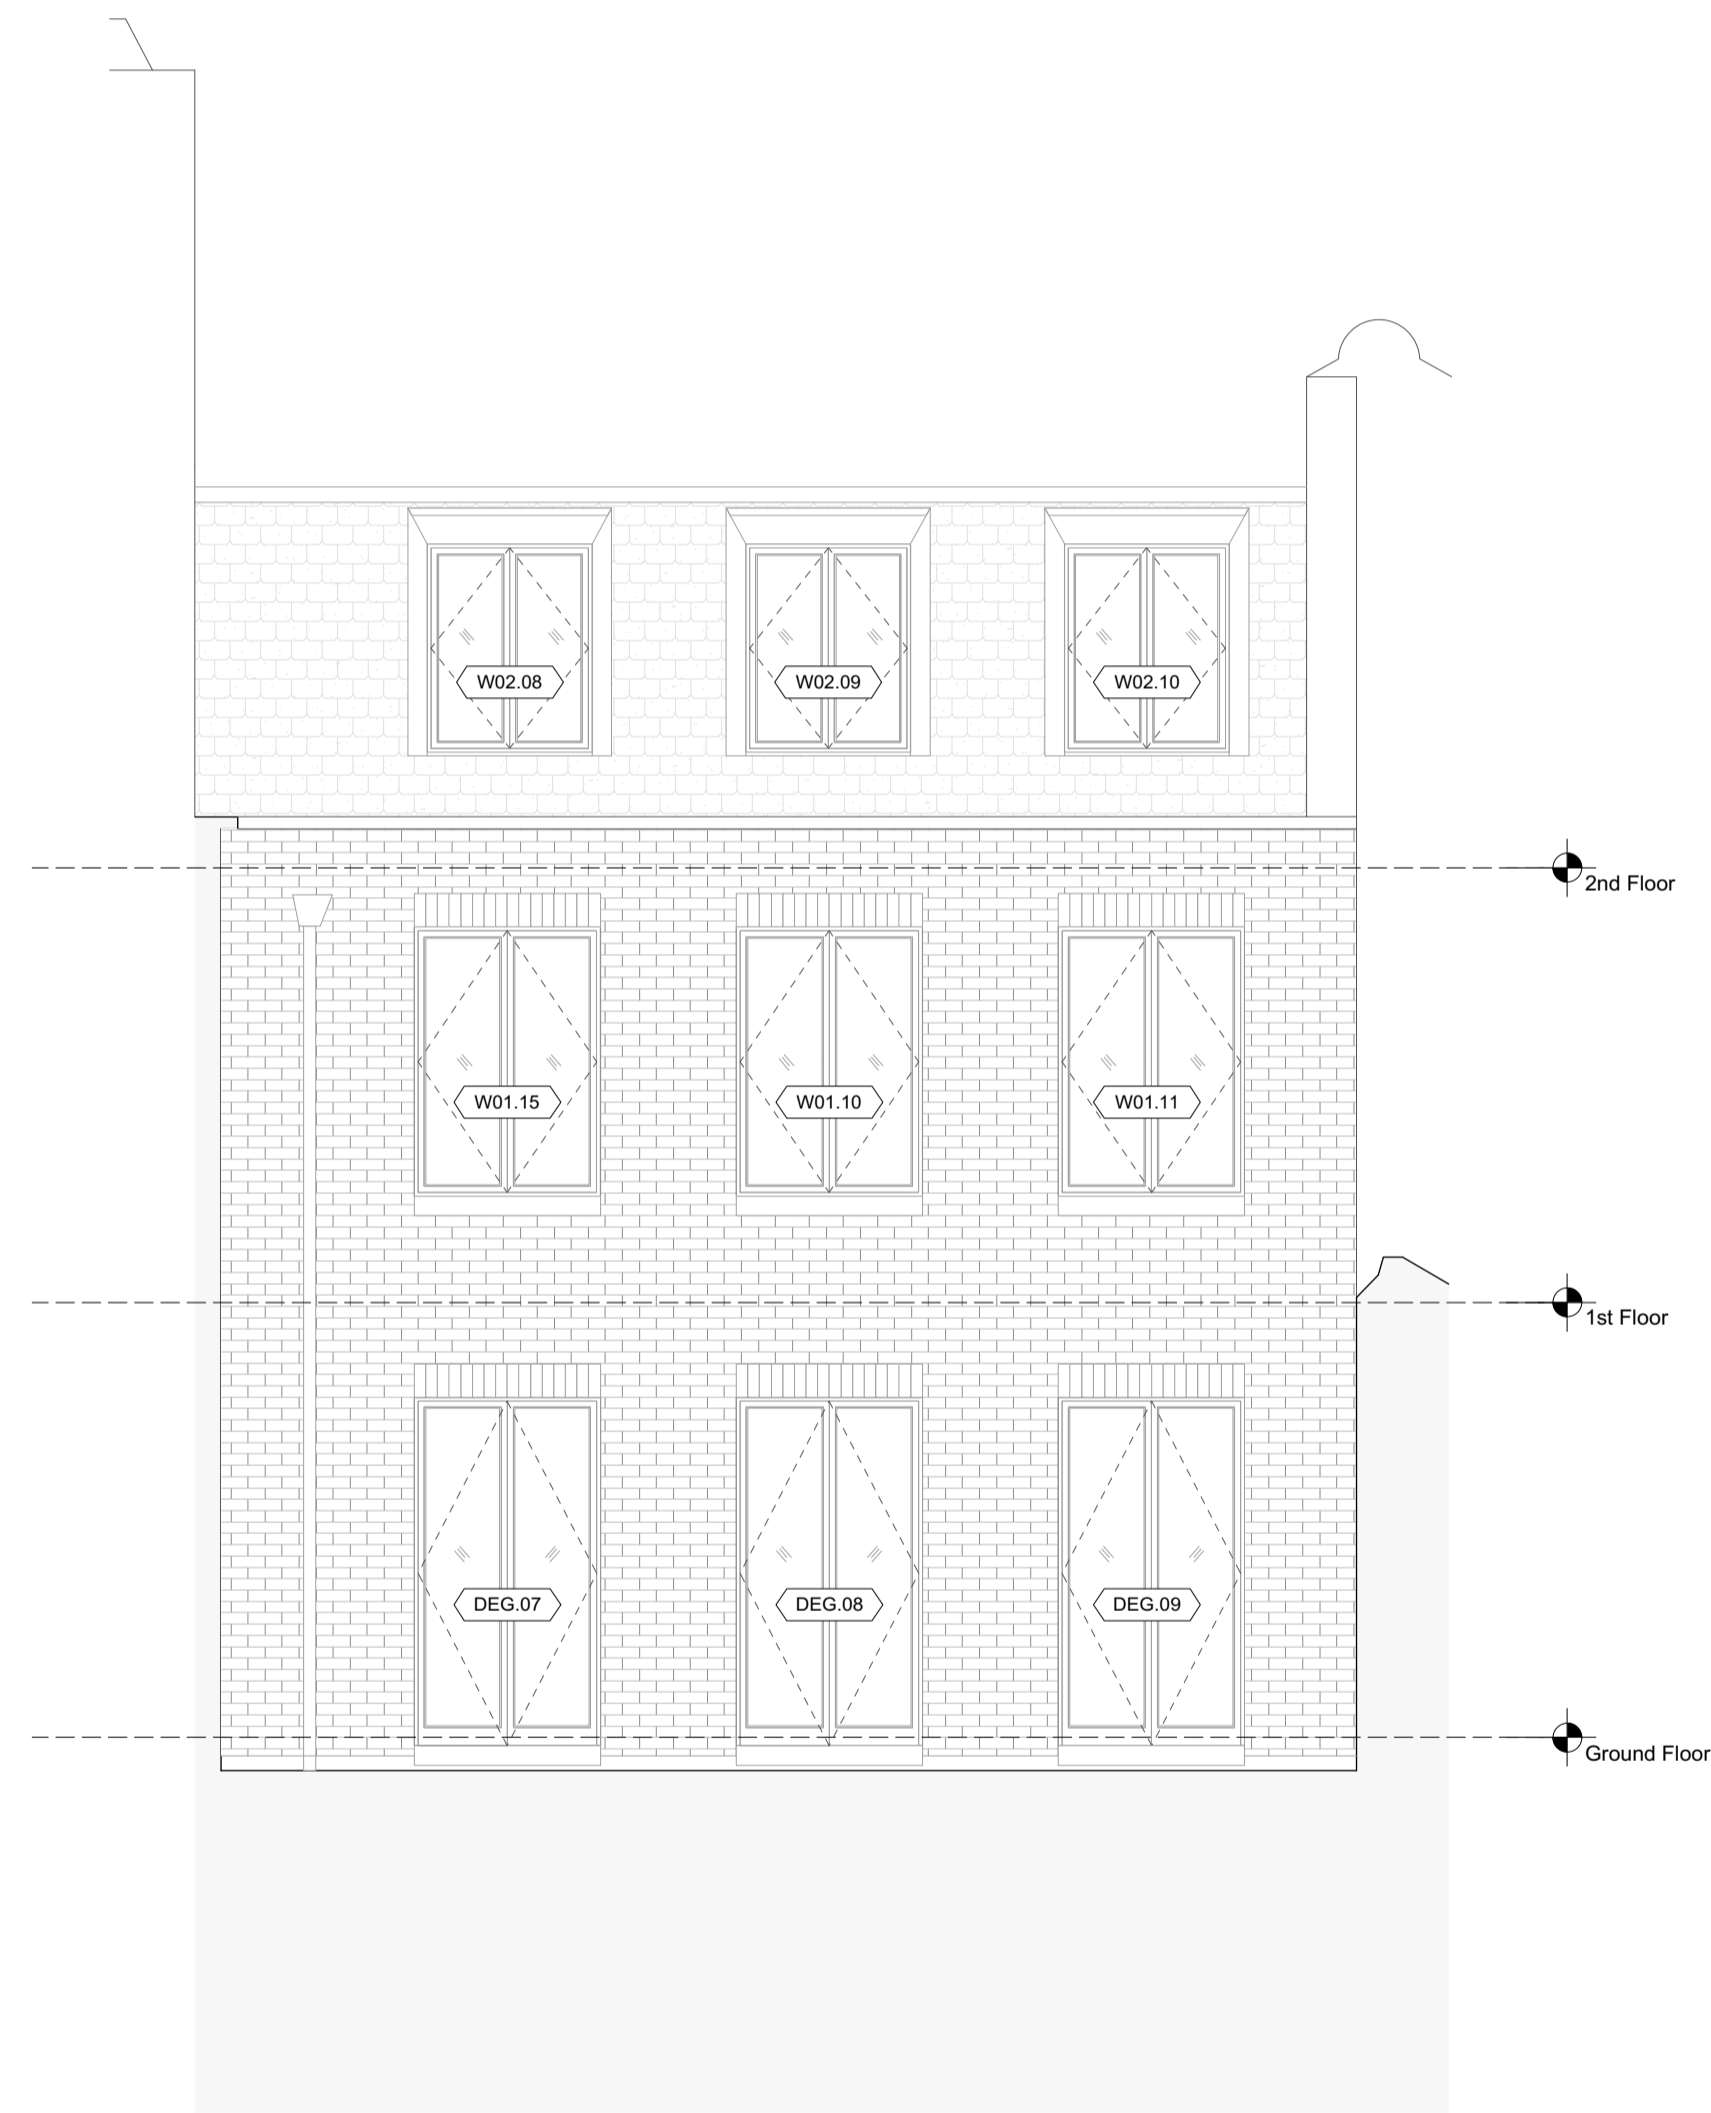 W02.08
W02.09
W02.10
2nd Floor
W01.15
W01.10
W01.11
1st Floor
DEG.07
DEG.08
DEG.09
Ground Floor